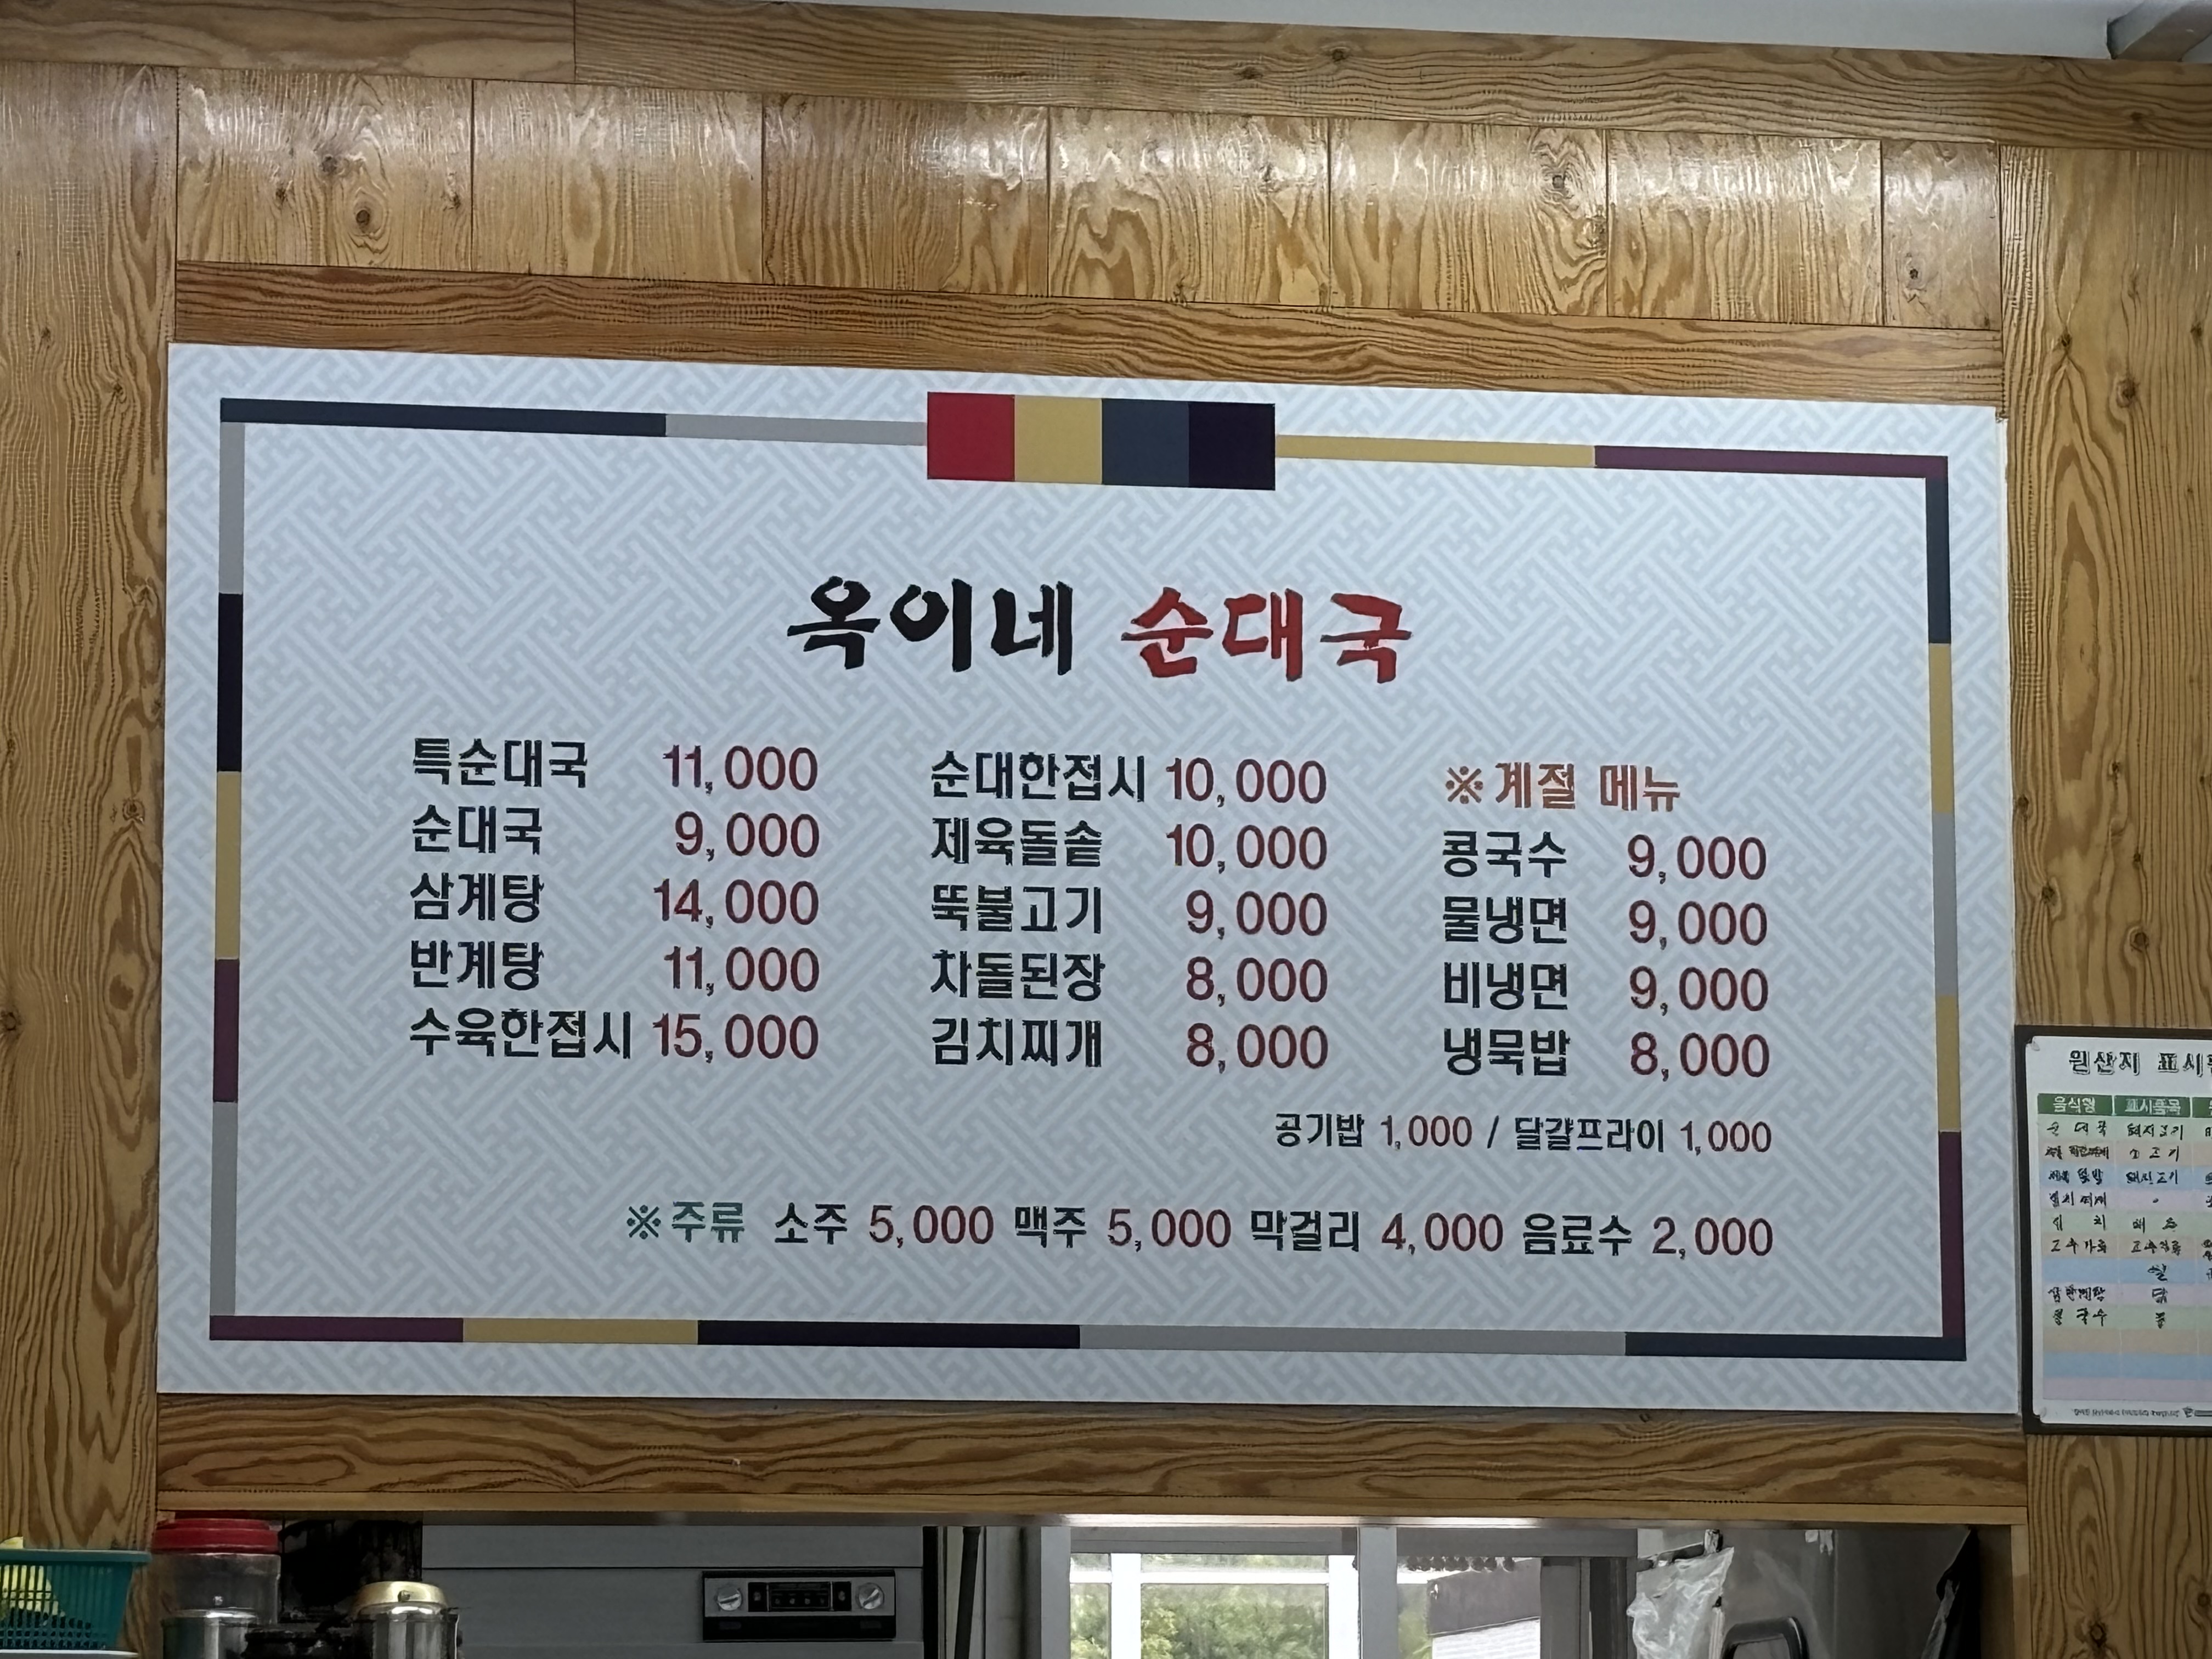 옥이네 순대국
특순대국 11,000
순대국 9,000
삼계탕 14,000
반계탕 11,000
수육한접시 15,000
순대한접시 10,000
제육돌솥 10,000
뚝불고기 9,000
차돌된장 8,000
김치찌개 8,000
※계절 메뉴
콩국수 9,000
물냉면 9,000
비냉면 9,000
냉묵밥 8,000
공기밥 1,000 / 달걀프라이 1,000
※주류 소주 5,000 맥주 5,000 막걸리 4,000 음료수 2,000
원산지 표시
음식명 표시품목
순대국 돼지고기
소고기
고추가루
쌀
닭
콩국수 콩